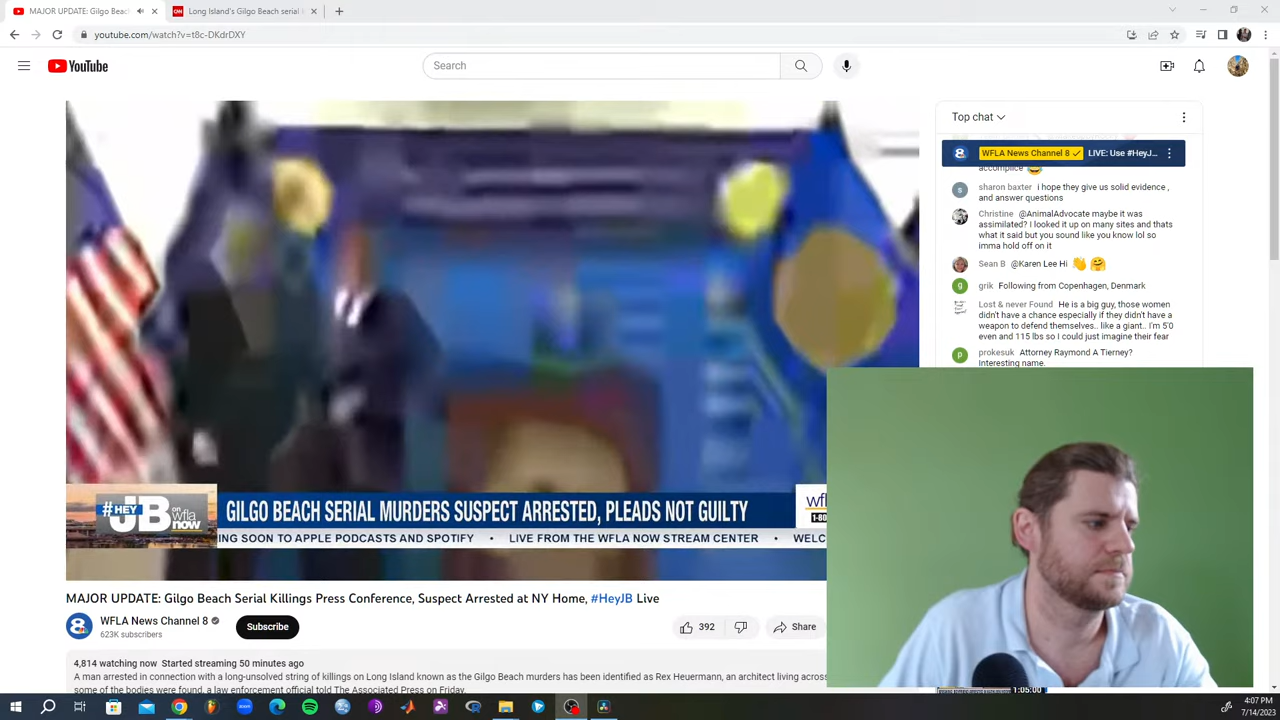 MAJOR UPDATE: Gilgo Beac
Long Island's Gilgo Beach serial k
youtube.com/watch?v=t8c-DKdrDXY
YouTube
Search
Top chat
WFLA News Channel 8 LIVE: Use #HeyJ...
accomplice
sharon baxter i hope they give us solid evidence ,
and answer questions
Christine @AnimalAdvocate maybe it was
assimilated? I looked it up on many sites and thats
what it said but you sound like you know lol so
imma hold off on it
Sean B @Karen Lee Hi 👋 🤗
grik Following from Copenhagen, Denmark
Lost & never Found He is a big guy, those women
didn't have a chance especially if they didn't have a
weapon to defend themselves.. like a giant.. I'm 5'0
even and 115 lbs so I could just imagine their fear
prokesuk Attorney Raymond A Tierney?
Interesting name.
#HEY JB on wfla now
GILGO BEACH SERIAL MURDERS SUSPECT ARRESTED, PLEADS NOT GUILTY
wfl
1-80
ING SOON TO APPLE PODCASTS AND SPOTIFY • LIVE FROM THE WFLA NOW STREAM CENTER • WELC
MAJOR UPDATE: Gilgo Beach Serial Killings Press Conference, Suspect Arrested at NY Home, #HeyJB Live
WFLA News Channel 8
623K subscribers
Subscribe
392
Share
4,814 watching now Started streaming 50 minutes ago
A man arrested in connection with a long-unsolved string of killings on Long Island known as the Gilgo Beach murders has been identified as Rex Heuermann, an architect living across
some of the bodies were found, a law enforcement official told The Associated Press on Friday.
1:05:00
4:07 PM
7/14/2023